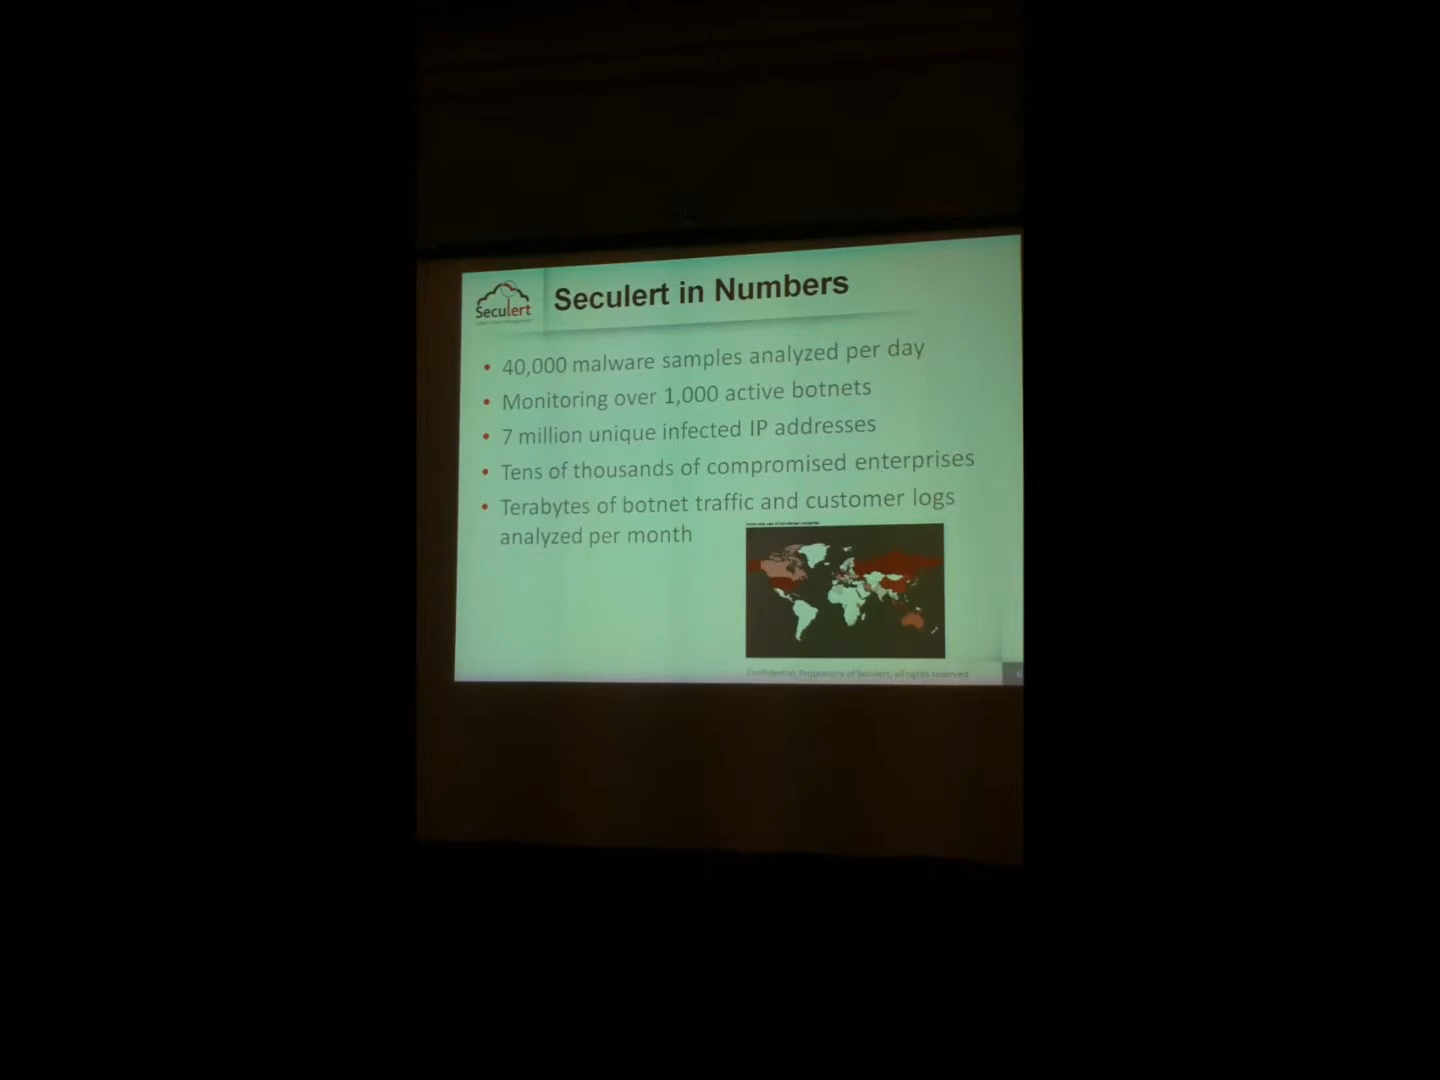 Seculert
Seculert in Numbers
• 40,000 malware samples analyzed per day
• Monitoring over 1,000 active botnets
• 7 million unique infected IP addresses
• Tens of thousands of compromised enterprises
• Terabytes of botnet traffic and customer logs
analyzed per month
Confidential, Proprietary of Seculert, all rights reserved